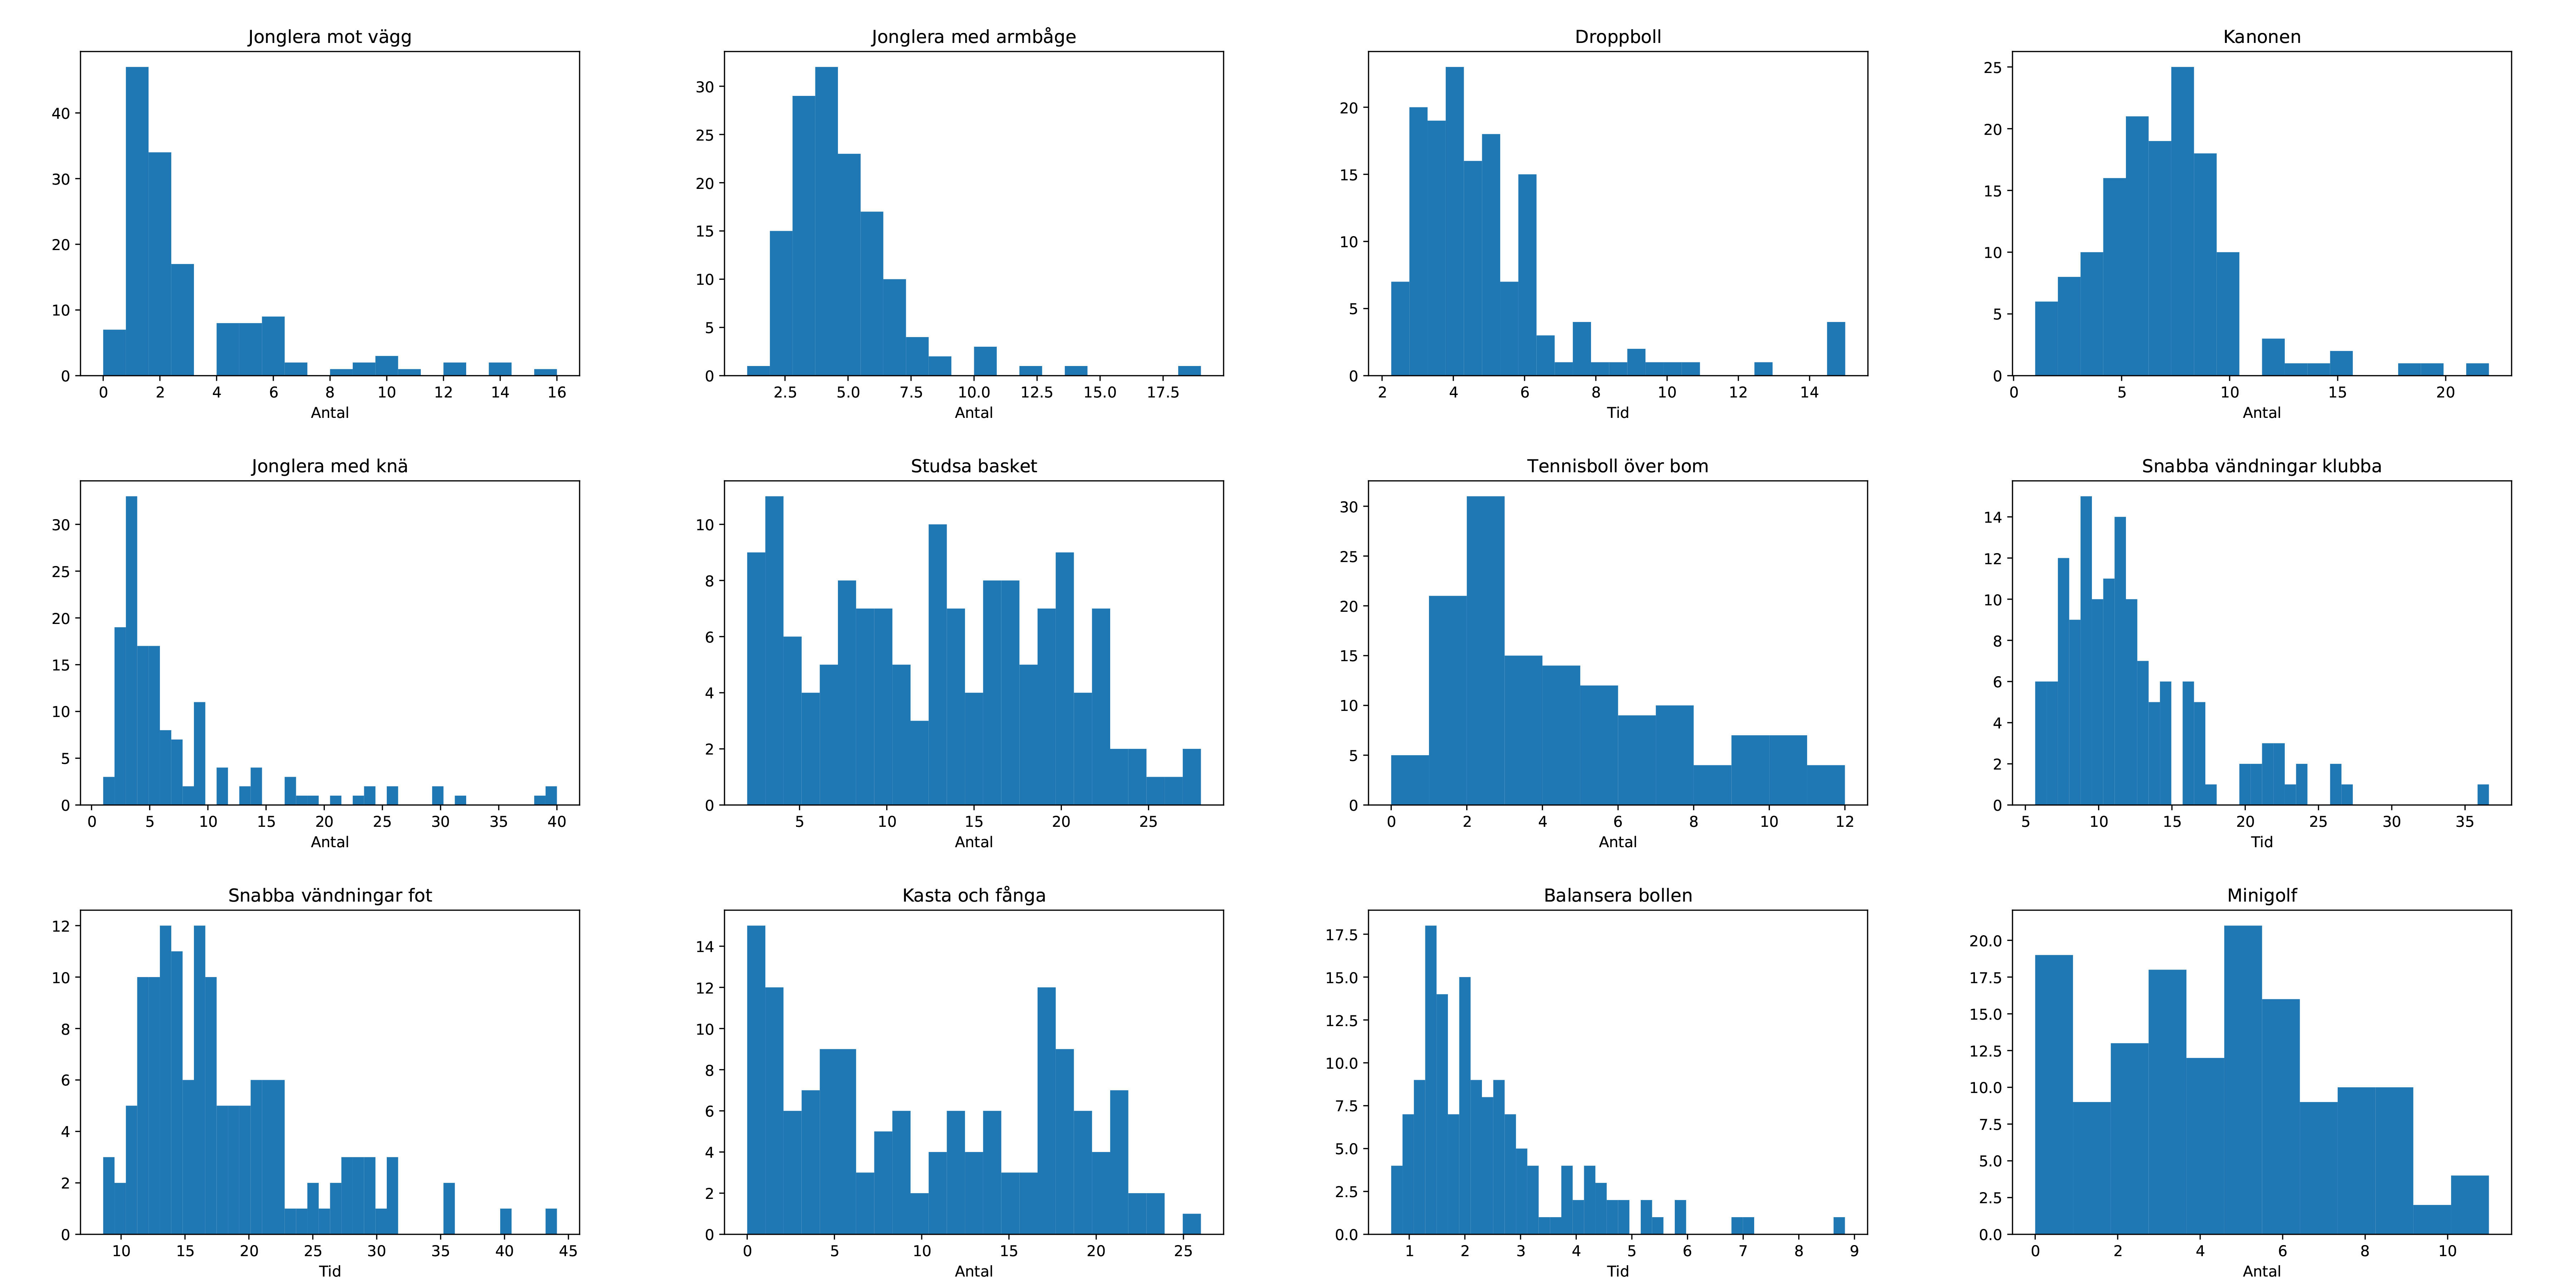 Jonglera mot vägg
40
30
20
10
0
0 2 4 6 8 10 12 14 16
Antal
Jonglera med armbåge
30
25
20
15
10
5
0
2.5 5.0 7.5 10.0 12.5 15.0 17.5
Antal
Droppboll
20
15
10
5
0
2 4 6 8 10 12 14
Tid
Kanonen
25
20
15
10
5
0
0 5 10 15 20
Antal
Jonglera med knä
30
25
20
15
10
5
0
0 5 10 15 20 25 30 35 40
Antal
Studsa basket
10
8
6
4
2
0
5 10 15 20 25
Antal
Tennisboll över bom
30
25
20
15
10
5
0
0 2 4 6 8 10 12
Antal
Snabba vändningar klubba
14
12
10
8
6
4
2
0
5 10 15 20 25 30 35
Tid
Snabba vändningar fot
12
10
8
6
4
2
0
10 15 20 25 30 35 40 45
Tid
Kasta och fånga
14
12
10
8
6
4
2
0
0 5 10 15 20 25
Antal
Balansera bollen
17.5
15.0
12.5
10.0
7.5
5.0
2.5
0.0
1 2 3 4 5 6 7 8 9
Tid
Minigolf
20.0
17.5
15.0
12.5
10.0
7.5
5.0
2.5
0.0
0 2 4 6 8 10
Antal